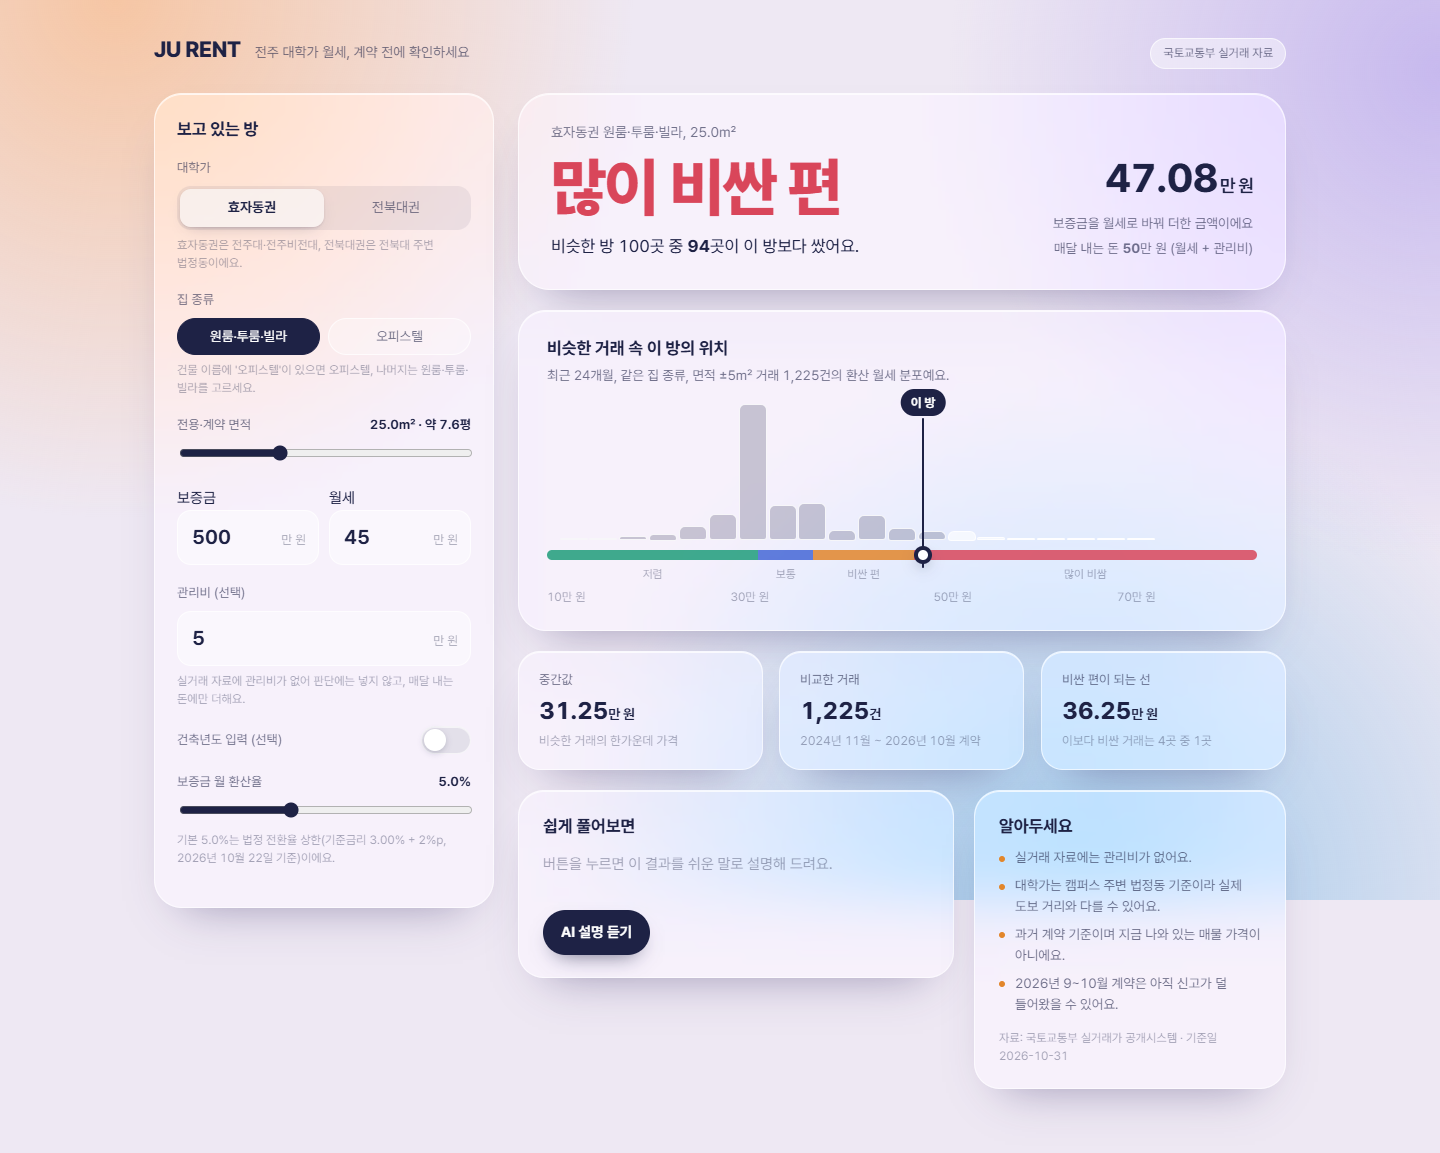 JU RENT
전주 대학가 월세, 계약 전에 확인하세요
국토교통부 실거래 자료
보고 있는 방
대학가
효자동권
전북대권
효자동권은 전주대·전주비전대, 전북대권은 전북대 주변
법정동이에요.
집 종류
원룸·투룸·빌라
오피스텔
건물 이름에 '오피스텔'이 있으면 오피스텔, 나머지는 원룸·투룸·
빌라를 고르세요.
전용·계약 면적
25.0m² · 약 7.6평
보증금
월세
500
만 원
45
만 원
관리비 (선택)
5
만 원
실거래 자료에 관리비가 없어 판단에는 넣지 않고, 매달 내는
돈에만 더해요.
건축년도 입력 (선택)
보증금 월 환산율
5.0%
기본 5.0%는 법정 전환율 상한(기준금리 3.00% + 2%p,
2026년 10월 22일 기준)이에요.
효자동권 원룸·투룸·빌라, 25.0m²
많이 비싼 편
비슷한 방 100곳 중 94곳이 이 방보다 쌌어요.
47.08만 원
보증금을 월세로 바꿔 더한 금액이에요
매달 내는 돈 50만 원 (월세 + 관리비)
비슷한 거래 속 이 방의 위치
최근 24개월, 같은 집 종류, 면적 ±5m² 거래 1,225건의 환산 월세 분포예요.
이 방
저렴
보통
비싼 편
많이 비쌈
10만 원
30만 원
50만 원
70만 원
중간값
31.25만 원
비슷한 거래의 한가운데 가격
비교한 거래
1,225건
2024년 11월 – 2026년 10월 계약
비싼 편이 되는 선
36.25만 원
이보다 비싼 거래는 4곳 중 1곳
쉽게 풀어보면
버튼을 누르면 이 결과를 쉬운 말로 설명해 드려요.
AI 설명 듣기
알아두세요
실거래 자료에는 관리비가 없어요.
대학가는 캠퍼스 주변 법정동 기준이라 실제
도보 거리와 다를 수 있어요.
과거 계약 기준이며 지금 나와 있는 매물 가격이
아니에요.
2026년 9~10월 계약은 아직 신고가 덜
들어왔을 수 있어요.
자료: 국토교통부 실거래가 공개시스템 · 기준일
2026-10-31